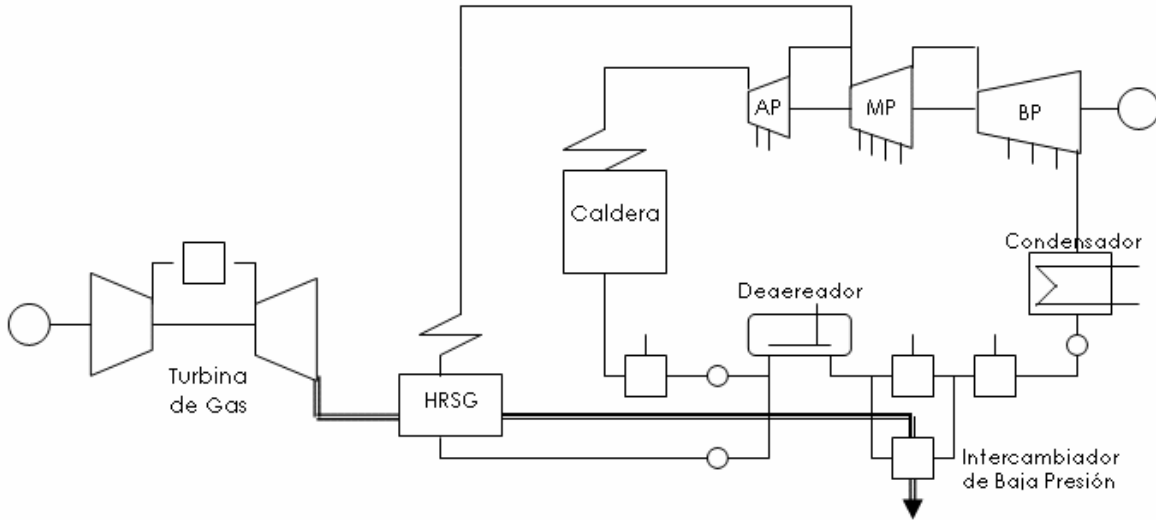 AP
MP
BP
Caldera
Condensador
Deaereador
Turbina
de Gas
HRSG
Intercambiador
de Baja Presión